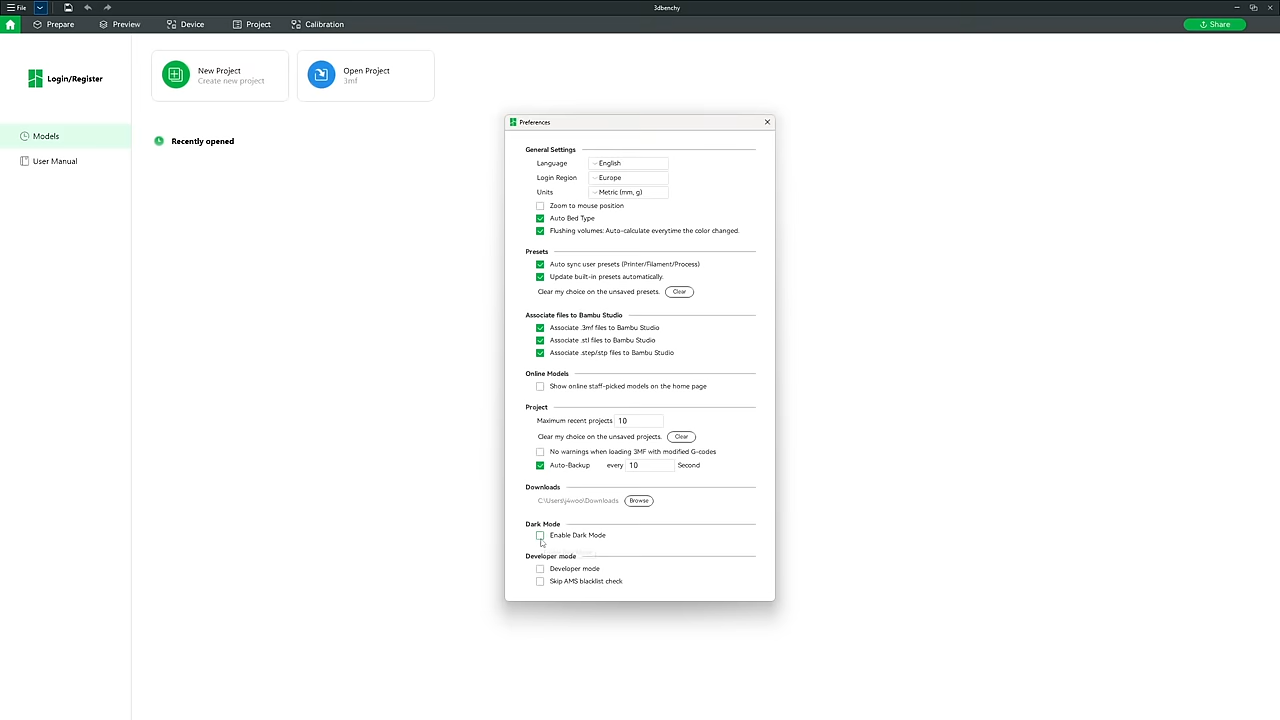 File
3dbenchy
Prepare
Preview
Device
Project
Calibration
Share
Login/Register
New Project
Create new project
Open Project
3mf
Models
User Manual
Recently opened
Preferences
General Settings
Language English
Login Region Europe
Units Metric (mm, g)
Zoom to mouse position
Auto Bed Type
Flushing volumes: Auto-calculate everytime the color changed.
Presets
Auto sync user presets (Printer/Filament/Process)
Update built-in presets automatically.
Clear my choice on the unsaved presets. Clear
Associate files to Bambu Studio
Associate .3mf files to Bambu Studio
Associate .stl files to Bambu Studio
Associate .step/stp files to Bambu Studio
Online Models
Show online staff-picked models on the home page
Project
Maximum recent projects 10
Clear my choice on the unsaved projects. Clear
No warnings when loading 3MF with modified G-codes
Auto-Backup every 10 Second
Downloads
C:\Users\j4woo\Downloads Browse
Dark Mode
Enable Dark Mode
Developer mode
Developer mode
Skip AMS blacklist check